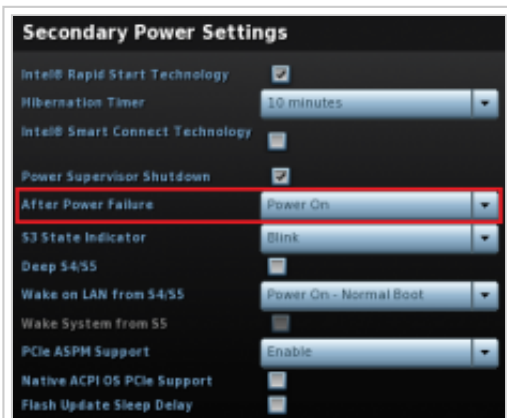 Secondary Power Settings
Intel® Rapid Start Technology
Hibernation Timer 10 minutes
Intel® Smart Connect Technology
Power Supervisor Shutdown
After Power Failure Power On
S3 State Indicator Blink
Deep S4/S5
Wake on LAN from S4/S5 Power On - Normal Boot
Wake System from S5
PCIe ASPM Support Enable
Native ACPI OS PCIe Support
Flash Update Sleep Delay